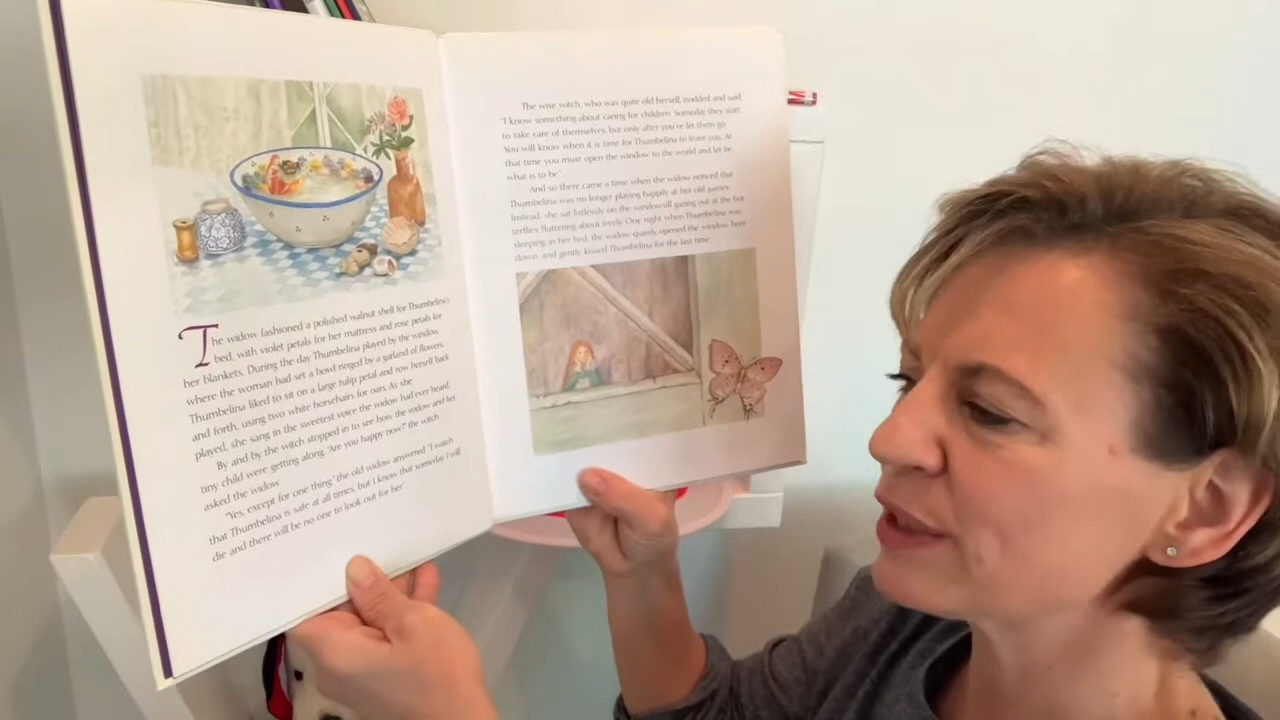 The widow fashioned a polished walnut shell for Thumbelina's
bed, with violet petals for her mattress and rose petals for
her blankets. During the day Thumbelina played by the window,
where the woman had set a bowl ringed by a garland of flowers.
Thumbelina liked to sit on a large tulip petal and row herself back
and forth, using two white horsehairs for oars. As she
played, she sang in the sweetest voice the widow had ever heard.
By and by the witch stopped in to see how the widow and her
tiny child were getting along. "Are you happy now?" the witch
asked the widow.
"Yes, except for one thing," the old widow answered. "I watch
that Thumbelina is safe at all times, but I know that someday I will
die and there will be no one to look out for her."
The wise witch, who was quite old herself, nodded and said,
"I know something about caring for children. Someday they start
to take care of themselves, but only after you've let them go.
You will know when it is time for Thumbelina to leave you. At
that time you must open the window to the world and let be
what is to be."
And so there came a time when the widow noticed that
Thumbelina was no longer playing happily at her old games.
Instead, she sat listlessly on the windowsill gazing out at the but-
terflies fluttering about freely. One night when Thumbelina was
sleeping in her bed, the widow quietly opened the window, bent
down, and gently kissed Thumbelina for the last time.